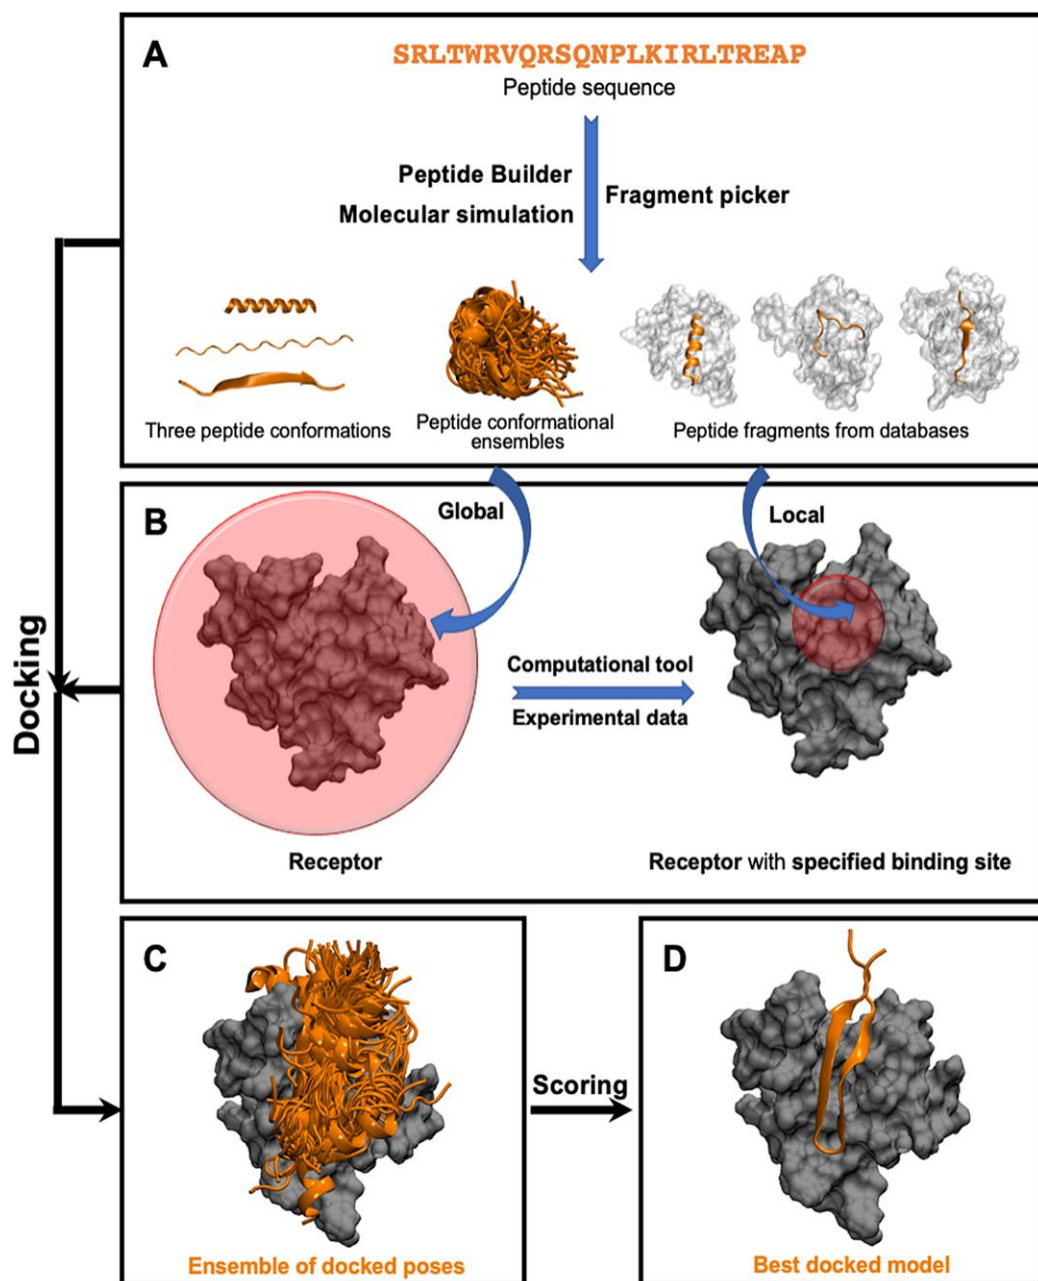 A
SRLTWRVQRSQNPLKIRLTREAP
Peptide sequence
Peptide Builder
Molecular simulation
Fragment picker
Three peptide conformations
Peptide conformational
ensembles
Peptide fragments from databases
B
Global
Local
Computational tool
Experimental data
Receptor
Receptor with specified binding site
Docking
C
Ensemble of docked poses
Scoring
D
Best docked model